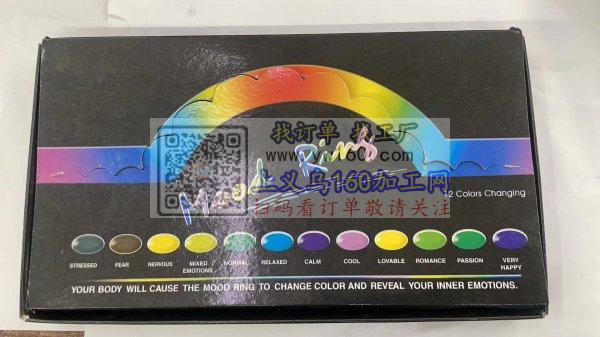 找订单 找工厂
www.yw160.com
Mood Ring
上义乌160加工网
12 Colors Changing
扫码看订单敬请关注
STRESSED FEAR NERVOUS MIXED EMOTIONS NORMAL RELAXED CALM COOL LOVABLE ROMANCE PASSION VERY HAPPY
YOUR BODY WILL CAUSE THE MOOD RING TO CHANGE COLOR AND REVEAL YOUR INNER EMOTIONS.